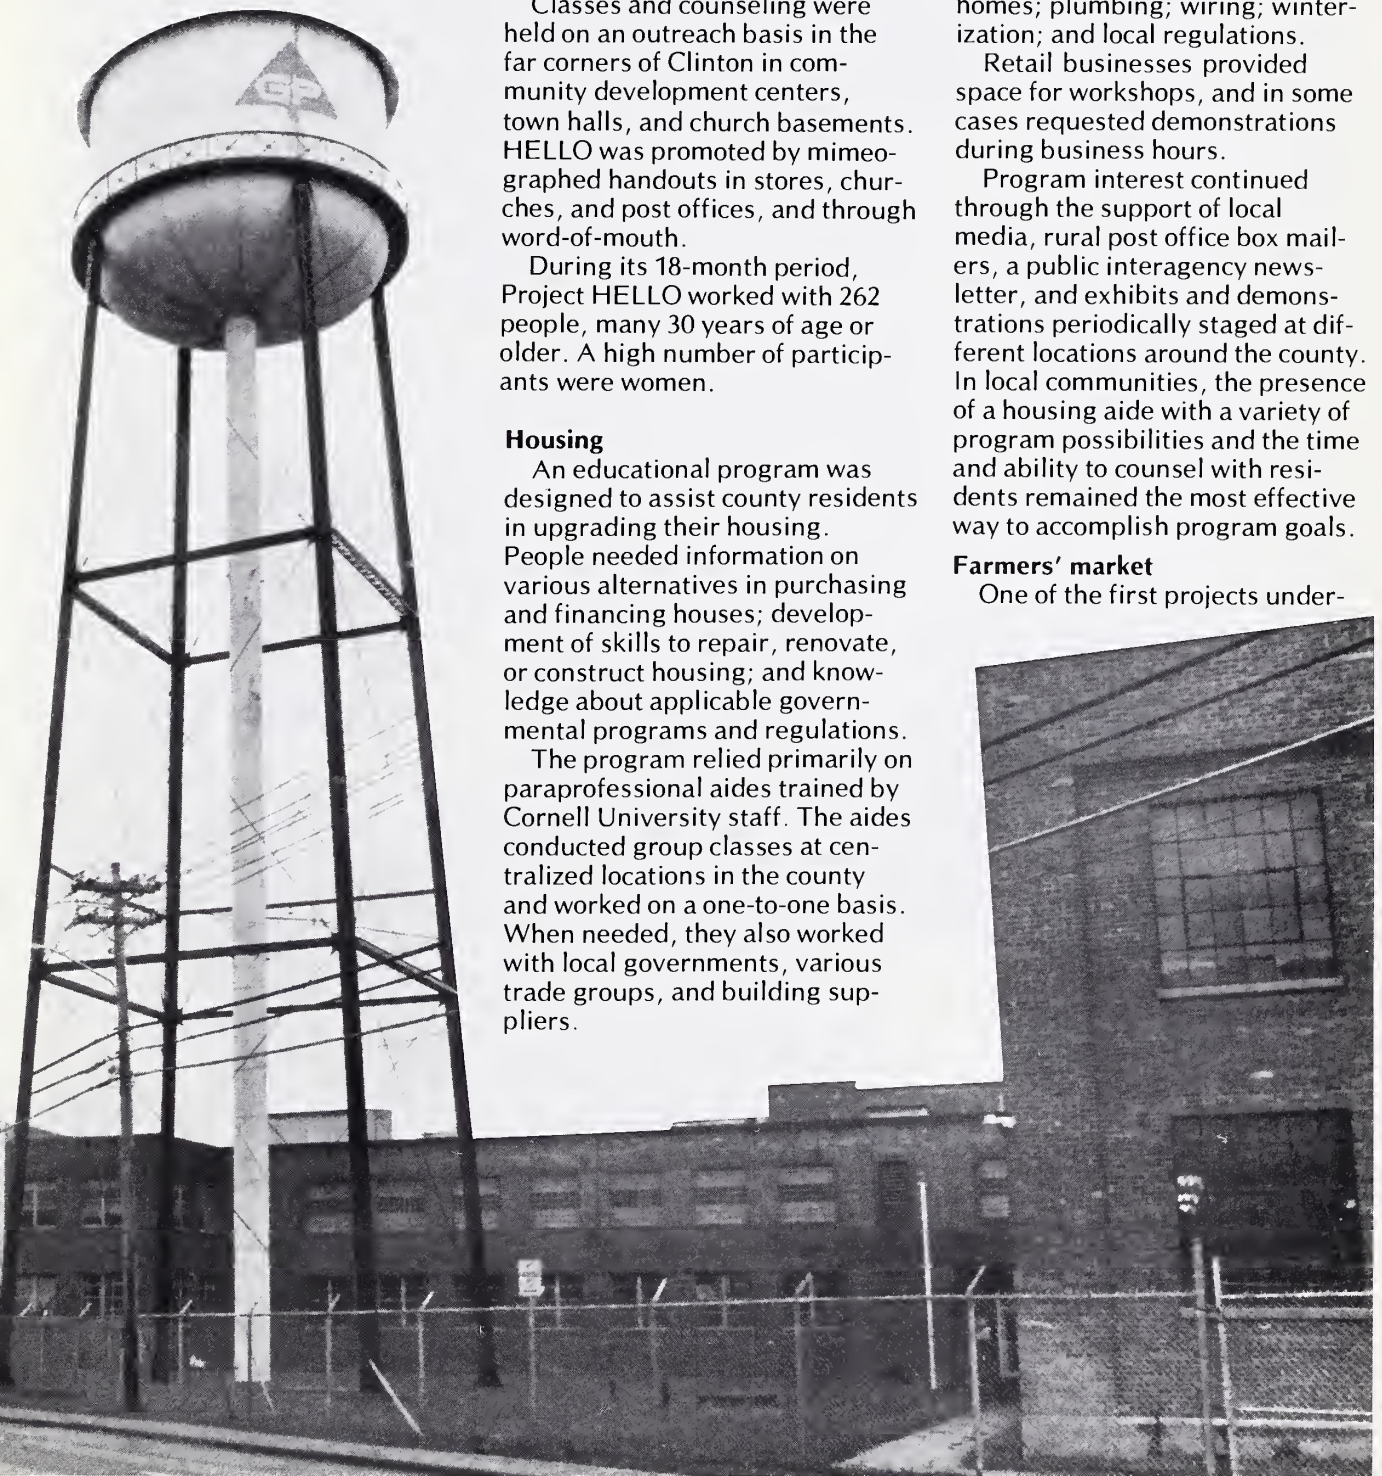 GP
Classes and counseling were
held on an outreach basis in the
far corners of Clinton in com-
munity development centers,
town halls, and church basements.
HELLO was promoted by mimeo-
graphed handouts in stores, chur-
ches, and post offices, and through
word-of-mouth.
During its 18-month period,
Project HELLO worked with 262
people, many 30 years of age or
older. A high number of particip-
ants were women.
Housing
An educational program was
designed to assist county residents
in upgrading their housing.
People needed information on
various alternatives in purchasing
and financing houses; develop-
ment of skills to repair, renovate,
or construct housing; and know-
ledge about applicable govern-
mental programs and regulations.
The program relied primarily on
paraprofessional aides trained by
Cornell University staff. The aides
conducted group classes at cen-
tralized locations in the county
and worked on a one-to-one basis.
When needed, they also worked
with local governments, various
trade groups, and building sup-
pliers.
homes; plumbing; wiring; winter-
ization; and local regulations.
Retail businesses provided
space for workshops, and in some
cases requested demonstrations
during business hours.
Program interest continued
through the support of local
media, rural post office box mail-
ers, a public interagency news-
letter, and exhibits and demons-
trations periodically staged at dif-
ferent locations around the county.
In local communities, the presence
of a housing aide with a variety of
program possibilities and the time
and ability to counsel with resi-
dents remained the most effective
way to accomplish program goals.
Farmers' market
One of the first projects under-